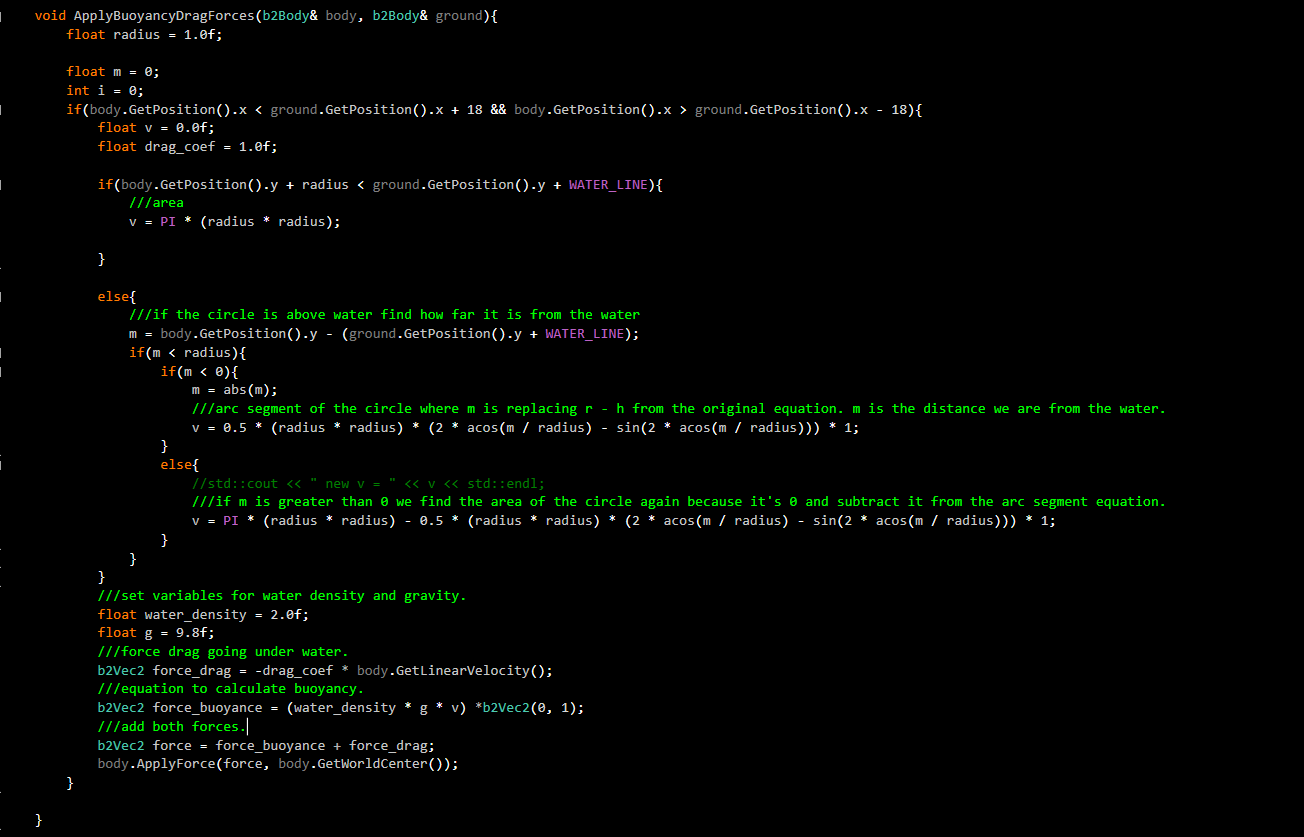 void ApplyBuoyancyDragForces(b2Body& body, b2Body& ground){
float radius = 1.0f;
float m = 0;
int i = 0;
if(body.GetPosition().x < ground.GetPosition().x + 18 && body.GetPosition().x > ground.GetPosition().x - 18){
float v = 0.0f;
float drag_coef = 1.0f;
if(body.GetPosition().y + radius < ground.GetPosition().y + WATER_LINE){
///area
v = PI * (radius * radius);
}
else{
///if the circle is above water find how far it is from the water
m = body.GetPosition().y - (ground.GetPosition().y + WATER_LINE);
if(m < radius){
if(m < 0){
m = abs(m);
///arc segment of the circle where m is replacing r - h from the original equation. m is the distance we are from the water.
v = 0.5 * (radius * radius) * (2 * acos(m / radius) - sin(2 * acos(m / radius))) * 1;
}
else{
//std::cout << " new v = " << v << std::endl;
///if m is greater than 0 we find the area of the circle again because it's 0 and subtract it from the arc segment equation.
v = PI * (radius * radius) - 0.5 * (radius * radius) * (2 * acos(m / radius) - sin(2 * acos(m / radius))) * 1;
}
}
}
///set variables for water density and gravity.
float water_density = 2.0f;
float g = 9.8f;
///force drag going under water.
b2Vec2 force_drag = -drag_coef * body.GetLinearVelocity();
///equation to calculate buoyancy.
b2Vec2 force_buoyance = (water_density * g * v) *b2Vec2(0, 1);
///add both forces.
b2Vec2 force = force_buoyance + force_drag;
body.ApplyForce(force, body.GetWorldCenter());
}
}